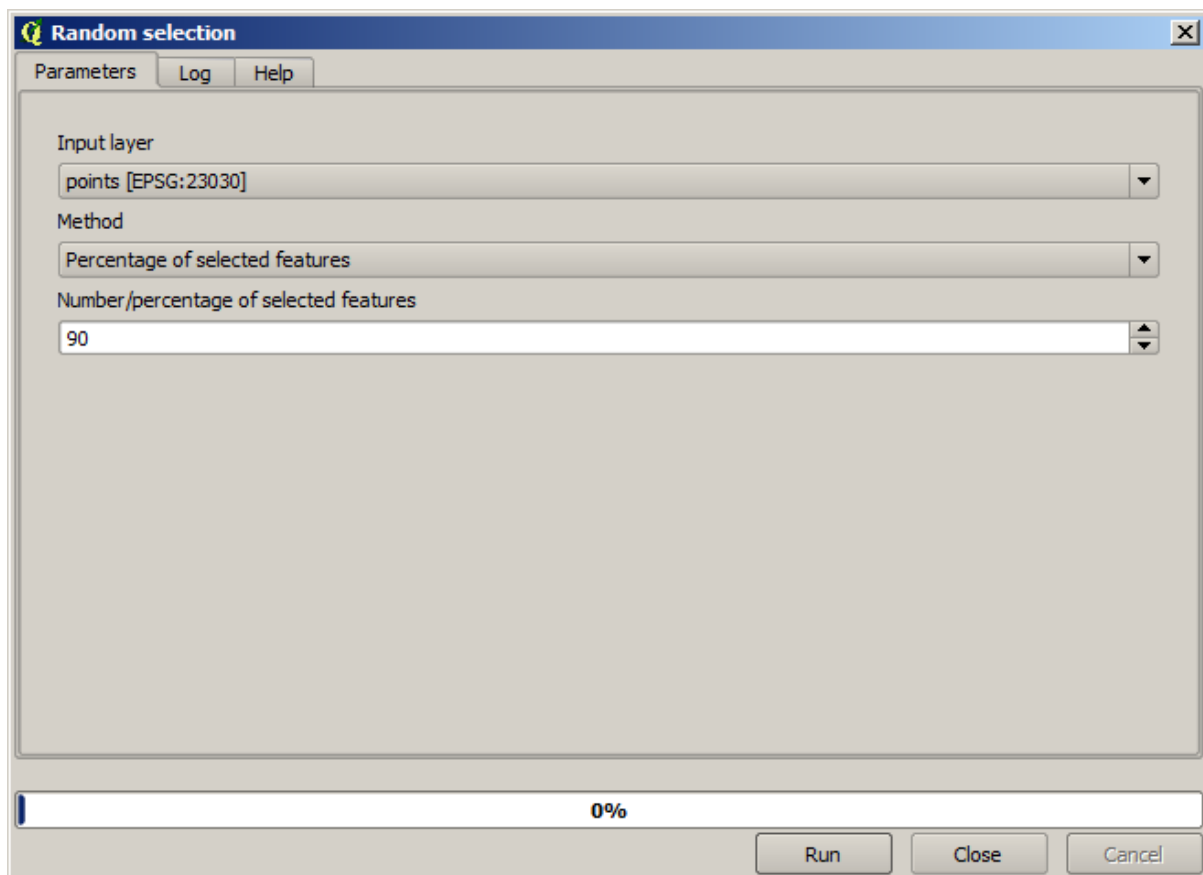 Random selection
Parameters Log Help
Input layer
points [EPSG:23030]
Method
Percentage of selected features
Number/percentage of selected features
90
0%
Run Close Cancel